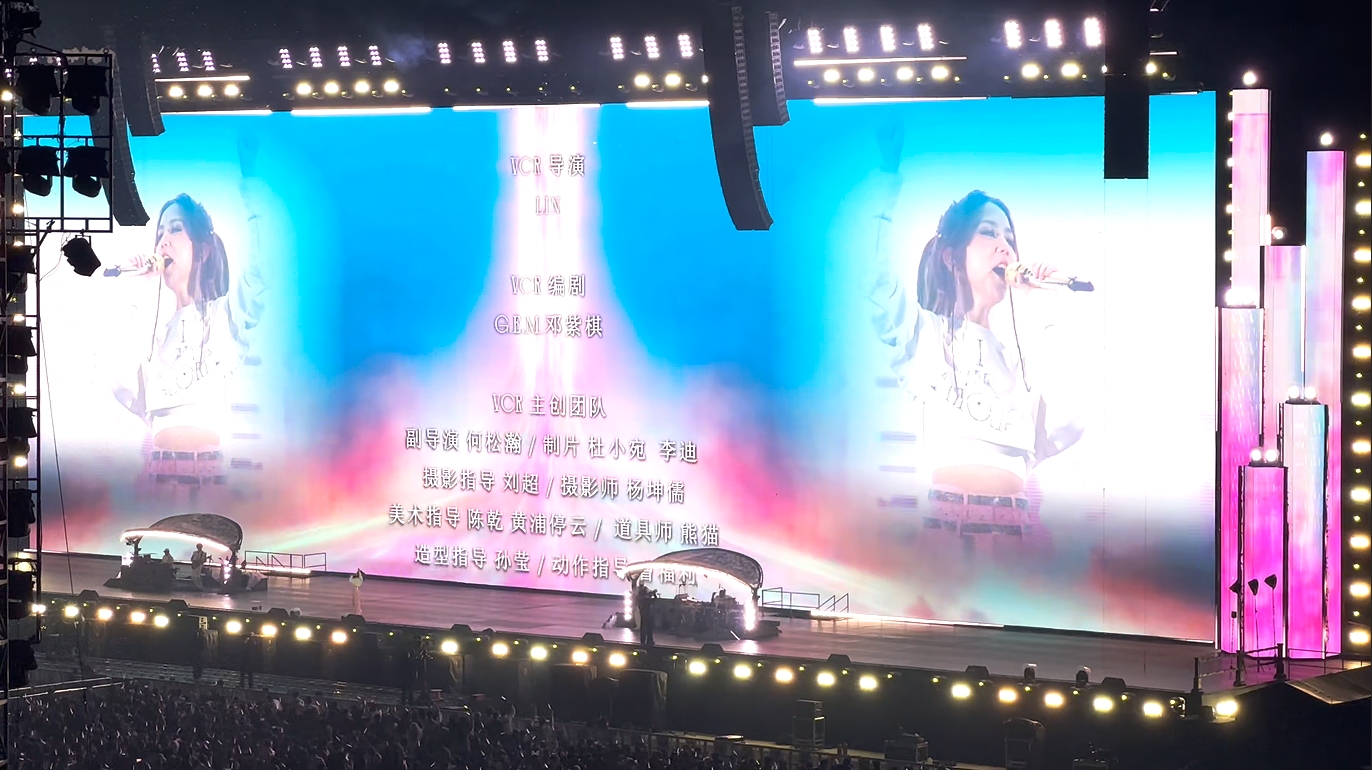 VCR 导演
LIN
VCR 编剧
G.E.M.邓紫棋
VCR 主创团队
副导演 何松瀚 / 制片 杜小宛 李迪
摄影指导 刘超 / 摄影师 杨坤儒
美术指导 陈乾 黄浦停云 / 道具师 熊猫
造型指导 孙莹 / 动作指导 福利